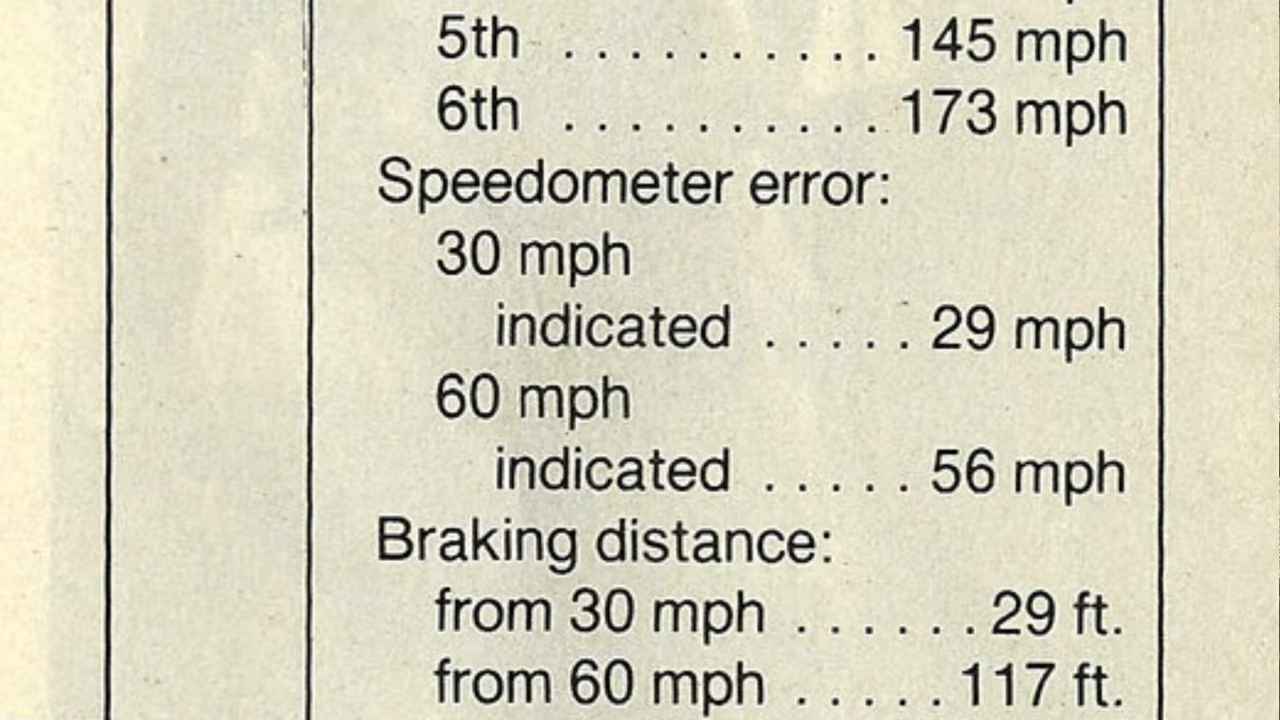 5th .......... 145 mph
6th .......... 173 mph
Speedometer error:
30 mph
indicated ..... 29 mph
60 mph
indicated ..... 56 mph
Braking distance:
from 30 mph ...... 29 ft.
from 60 mph ..... 117 ft.